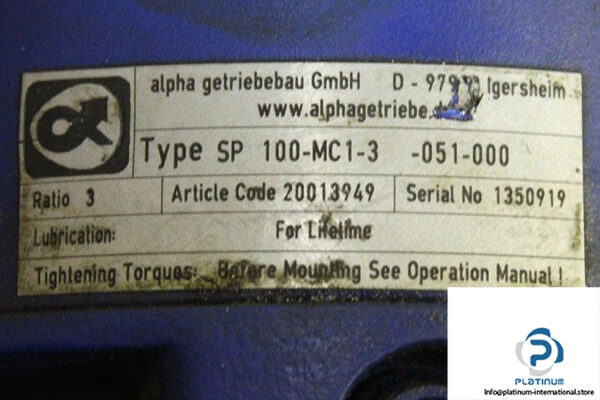 alpha getriebebau GmbH D - 979 Igersheim
www.alphagetriebe.
Type SP 100-MC1-3 -051-000
Ratio 3 Article Code 20013949 Serial No 1350919
Lubrication: For Lifetime
Tightening Torques: Before Mounting See Operation Manual !
PLATINUM
Info@platinum-international.store